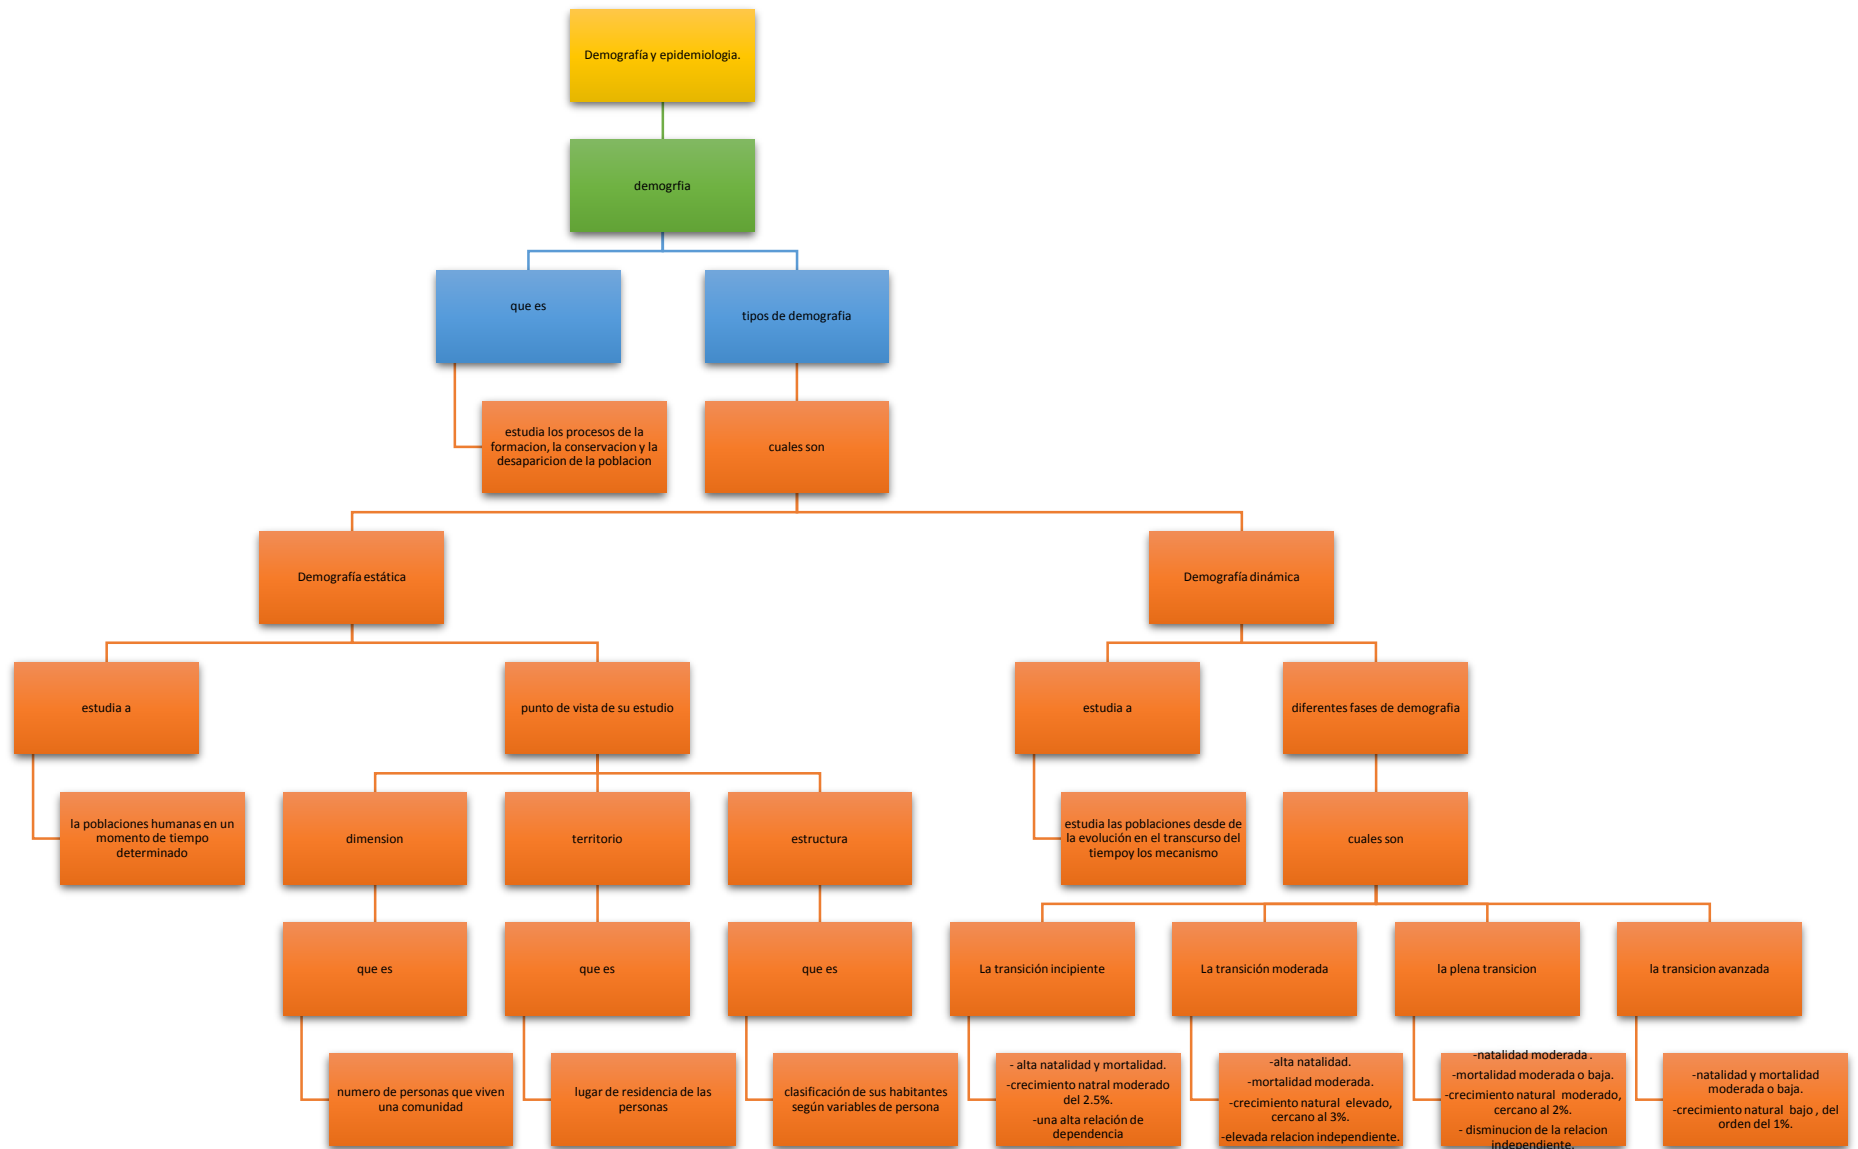 Demografía y epidemiologia.
demogrfia
que es
tipos de demografia
estudia los procesos de la
formacion, la conservacion y la
desaparicion de la poblacion
cuales son
Demografía estática
Demografía dinámica
estudia a
punto de vista de su estudio
estudia a
diferentes fases de demografia
la poblaciones humanas en un
momento de tiempo
determinado
dimension
territorio
estructura
estudia las poblaciones desde de
la evolución en el transcurso del
tiempoy los mecanismo
cuales son
que es
que es
que es
La transición incipiente
La transición moderada
la plena transicion
la transicion avanzada
numero de personas que viven
una comunidad
lugar de residencia de las
personas
clasificación de sus habitantes
según variables de persona
- alta natalidad y mortalidad.
-crecimiento natral moderado
del 2.5%.
-una alta relación de
dependencia
-alta natalidad.
-mortalidad moderada.
-crecimiento natural elevado,
cercano al 3%.
-elevada relacion independiente.
-natalidad moderada .
-mortalidad moderada o baja.
-crecimiento natural moderado,
cercano al 2%.
- disminucion de la relacion
independiente.
-natalidad y mortalidad
moderada o baja.
-crecimiento natural bajo , del
orden del 1%.